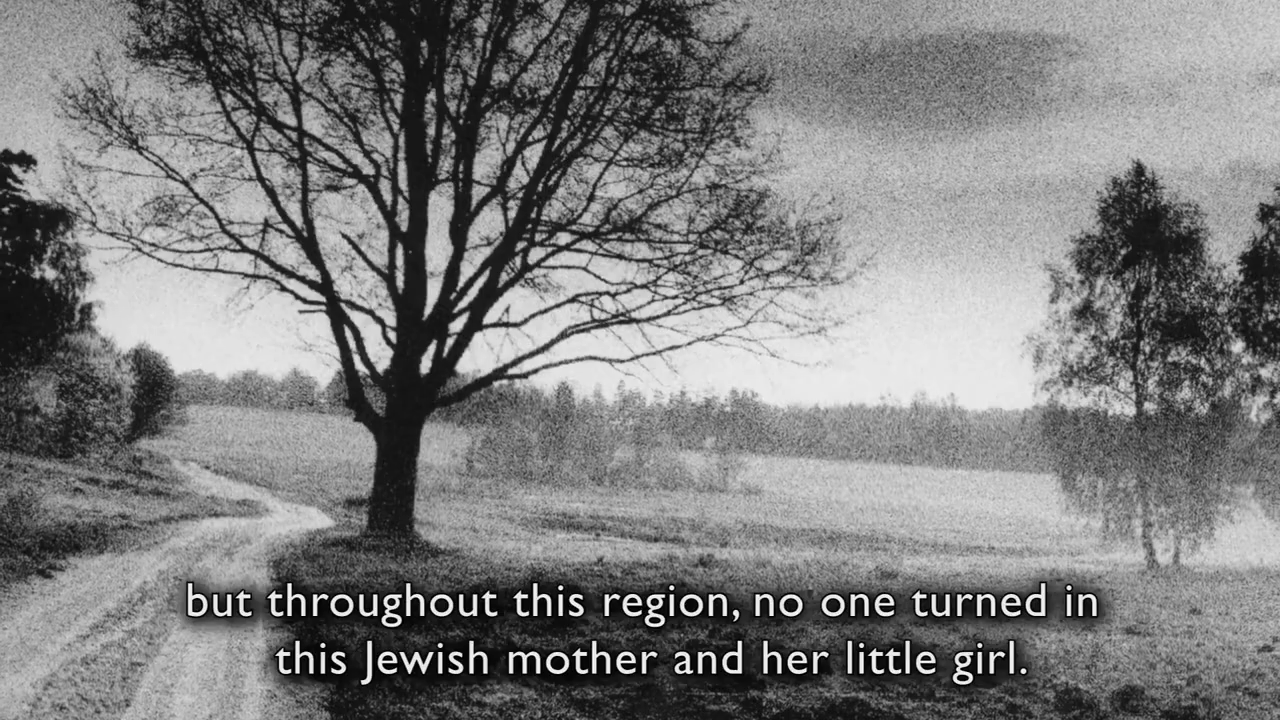 but throughout this region, no one turned in
this Jewish mother and her little girl.